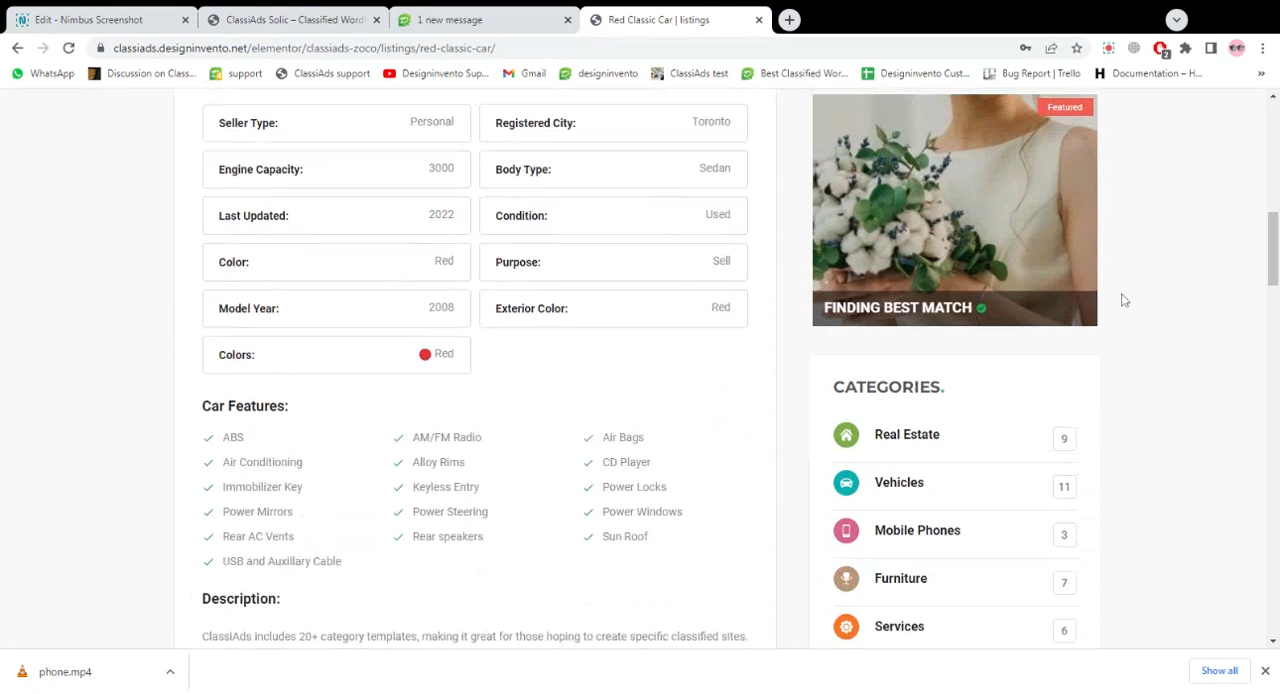 Edit - Nimbus Screenshot
ClassiAds Solic – Classified Word
1 new message
Red Classic Car | listings
classiads.designinvento.net/elementor/classiads-zoco/listings/red-classic-car/
2
WhatsApp
Discussion on Class...
support
ClassiAds support
Designinvento Sup...
Gmail
designinvento
ClassiAds test
Best Classified Wor...
Designinvento Cust...
Bug Report | Trello
Documentation – H...
»
Seller Type: Personal
Registered City: Toronto
Engine Capacity: 3000
Body Type: Sedan
Last Updated: 2022
Condition: Used
Color: Red
Purpose: Sell
Model Year: 2008
Exterior Color: Red
Colors: Red
Car Features:
ABS
AM/FM Radio
Air Bags
Air Conditioning
Alloy Rims
CD Player
Immobilizer Key
Keyless Entry
Power Locks
Power Mirrors
Power Steering
Power Windows
Rear AC Vents
Rear speakers
Sun Roof
USB and Auxillary Cable
Description:
ClassiAds includes 20+ category templates, making it great for those hoping to create specific classified sites.
Featured
FINDING BEST MATCH
CATEGORIES.
Real Estate 9
Vehicles 11
Mobile Phones 3
Furniture 7
Services 6
phone.mp4
Show all